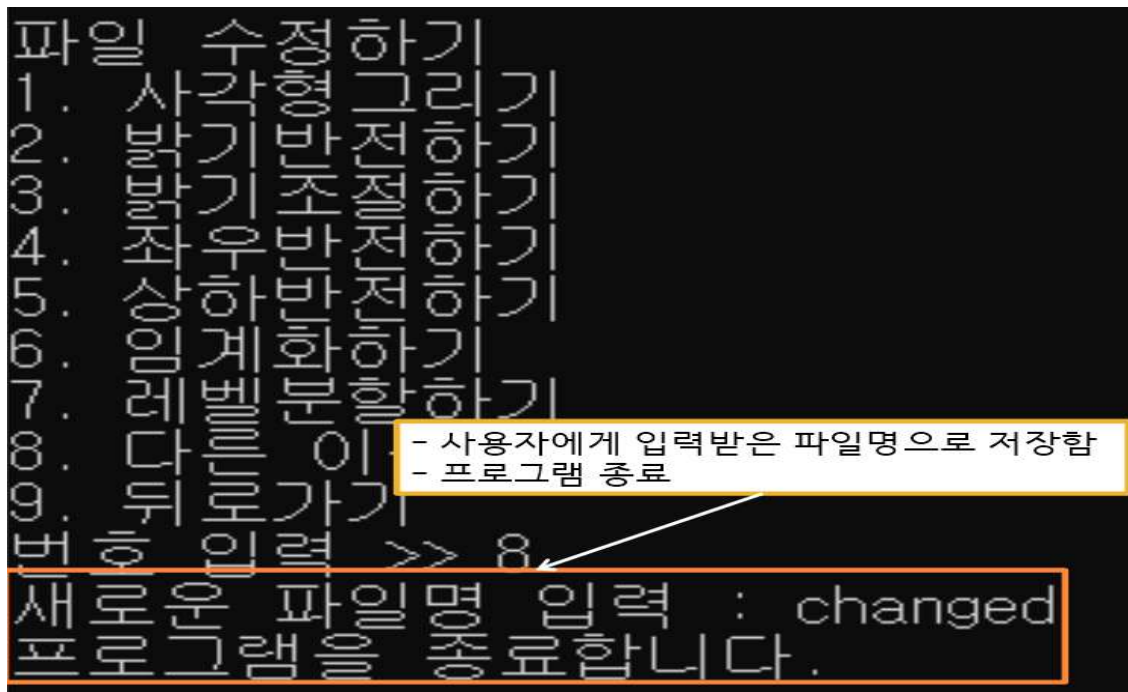 파일 수정하기
1. 사각형그리기
2. 밝기반전하기
3. 밝기조절하기
4. 좌우반전하기
5. 상하반전하기
6. 임계화하기
7. 레벨분할하기
8. 다른
- 사용자에게 입력받은 파일명으로 저장함
- 프로그램 종료
9. 뒤로가기
번호 입력 >> 8
새로운 파일명 입력 : changed
프로그램을 종료합니다.